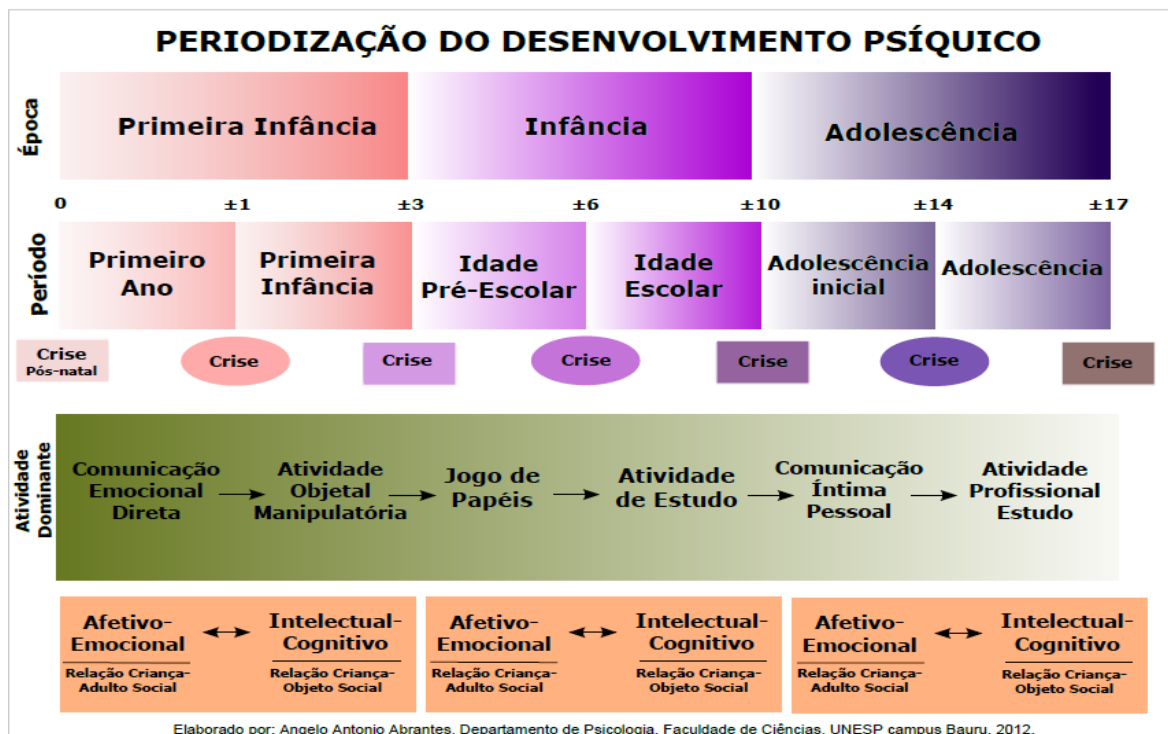 PERIODIZAÇÃO DO DESENVOLVIMENTO PSÍQUICO
Época
Primeira Infância
Infância
Adolescência
0
±1
±3
±6
±10
±14
±17
Período
Primeiro
Ano
Primeira
Infância
Idade
Pré-Escolar
Idade
Escolar
Adolescência
inicial
Adolescência
Crise
Pós-natal
Crise
Crise
Crise
Crise
Crise
Crise
Atividade
Dominante
Comunicação
Emocional
Direta
Atividade
Objetal
Manipulatória
Jogo de
Papéis
Atividade
de Estudo
Comunicação
Íntima
Pessoal
Atividade
Profissional
Estudo
Afetivo-
Emocional
Relação Criança-
Adulto Social
Intelectual-
Cognitivo
Relação Criança-
Objeto Social
Afetivo-
Emocional
Relação Criança-
Adulto Social
Intelectual-
Cognitivo
Relação Criança-
Objeto Social
Afetivo-
Emocional
Relação Criança-
Adulto Social
Intelectual-
Cognitivo
Relação Criança-
Objeto Social
Elaborado por: Angelo Antonio Abrantes. Departamento de Psicologia. Faculdade de Ciências. UNESP campus Bauru. 2012.